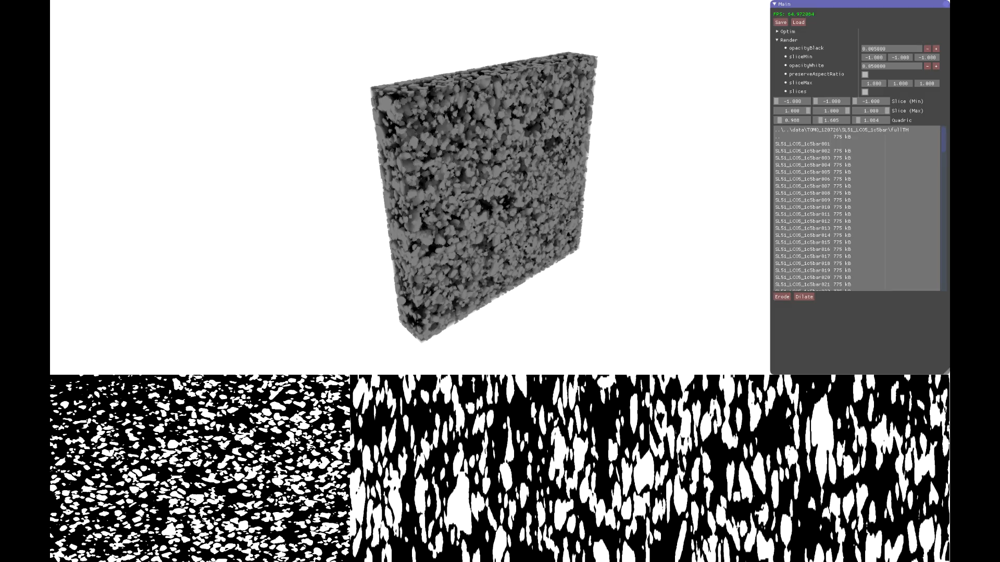 Main
FPS: 64.972084
Save Load
Optim
Render
opacityBlack 0.005000 - +
sliceMin -1.000 -1.000 -1.000
opacityWhite 0.050000 - +
preserveAspectRatio
sliceMax 1.000 1.000 1.000
slices
-1.000 -1.000 -1.000 Slice (Min)
1.000 1.000 1.000 Slice (Max)
0.988 1.605 1.084 Quadric
..\..\data\TOMO_120726\SL51_LC05_1c5bar\fullTH
.. 775 kB
SL51_LC05_1c5bar001
SL51_LC05_1c5bar002 775 kB
SL51_LC05_1c5bar003 775 kB
SL51_LC05_1c5bar004 775 kB
SL51_LC05_1c5bar005 775 kB
SL51_LC05_1c5bar006 775 kB
SL51_LC05_1c5bar007 775 kB
SL51_LC05_1c5bar008 775 kB
SL51_LC05_1c5bar009 775 kB
SL51_LC05_1c5bar010 775 kB
SL51_LC05_1c5bar011 775 kB
SL51_LC05_1c5bar012 775 kB
SL51_LC05_1c5bar013 775 kB
SL51_LC05_1c5bar014 775 kB
SL51_LC05_1c5bar015 775 kB
SL51_LC05_1c5bar016 775 kB
SL51_LC05_1c5bar017 775 kB
SL51_LC05_1c5bar018 775 kB
SL51_LC05_1c5bar019 775 kB
SL51_LC05_1c5bar020 775 kB
SL51_LC05_1c5bar021 775 kB
Erode Dilate